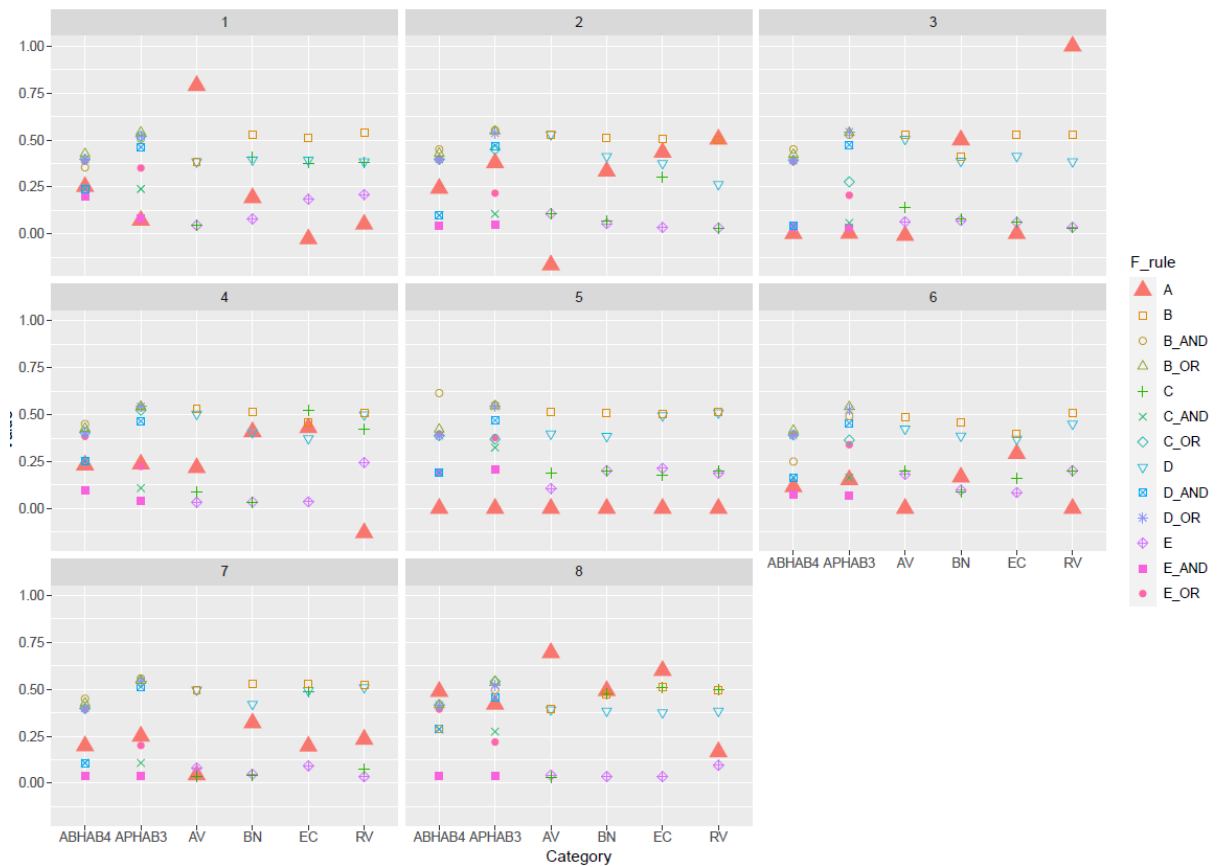 1 2 3
1.00
0.75
0.50
0.25
0.00
4 5 6
1.00
0.75
0.50
0.25
0.00
ABHAB4 APHAB3 AV BN EC RV
7 8
1.00
0.75
0.50
0.25
0.00
ABHAB4 APHAB3 AV BN EC RV ABHAB4 APHAB3 AV BN EC RV
Category
F_rule
A
B
B_AND
B_OR
C
C_AND
C_OR
D
D_AND
D_OR
E
E_AND
E_OR